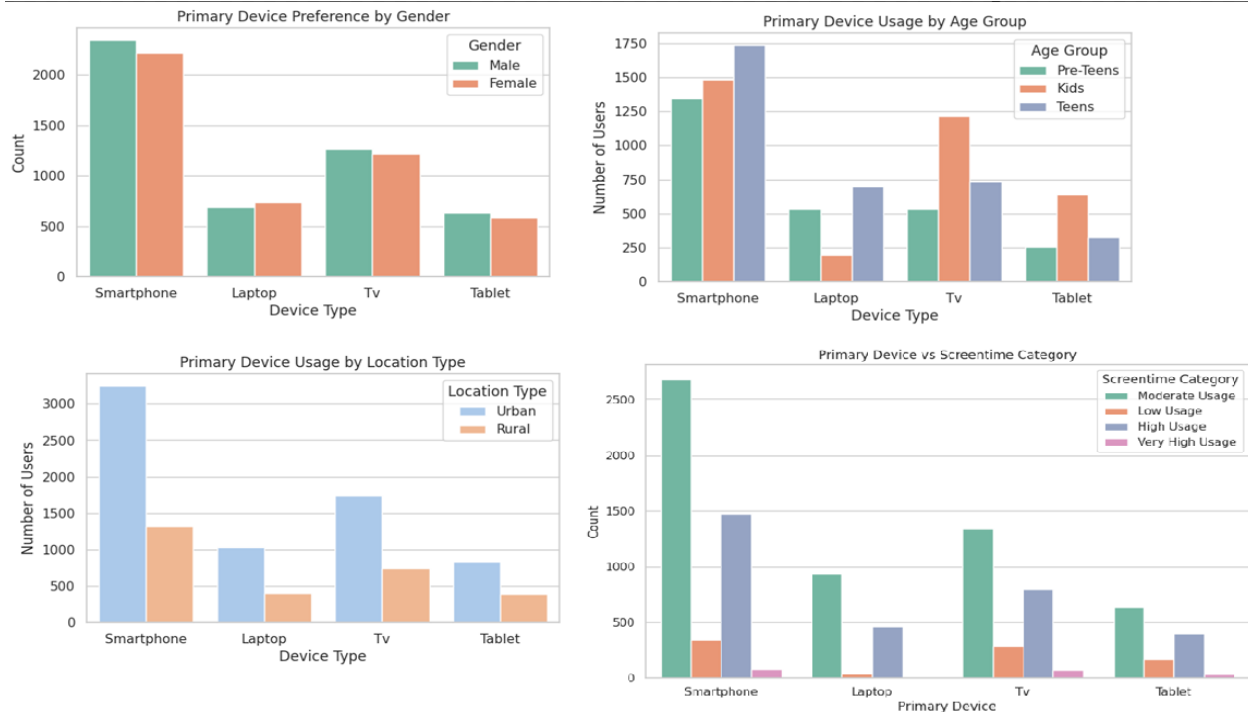 Primary Device Preference by Gender
Gender
Male
Female
2000
1500
1000
500
0
Count
Smartphone Laptop Tv Tablet
Device Type
Primary Device Usage by Age Group
Age Group
Pre-Teens
Kids
Teens
1750
1500
1250
1000
750
500
250
0
Number of Users
Smartphone Laptop Tv Tablet
Device Type
Primary Device Usage by Location Type
Location Type
Urban
Rural
3000
2500
2000
1500
1000
500
0
Number of Users
Smartphone Laptop Tv Tablet
Device Type
Primary Device vs Screentime Category
Screentime Category
Moderate Usage
Low Usage
High Usage
Very High Usage
2500
2000
1500
1000
500
0
Count
Smartphone Laptop Tv Tablet
Primary Device